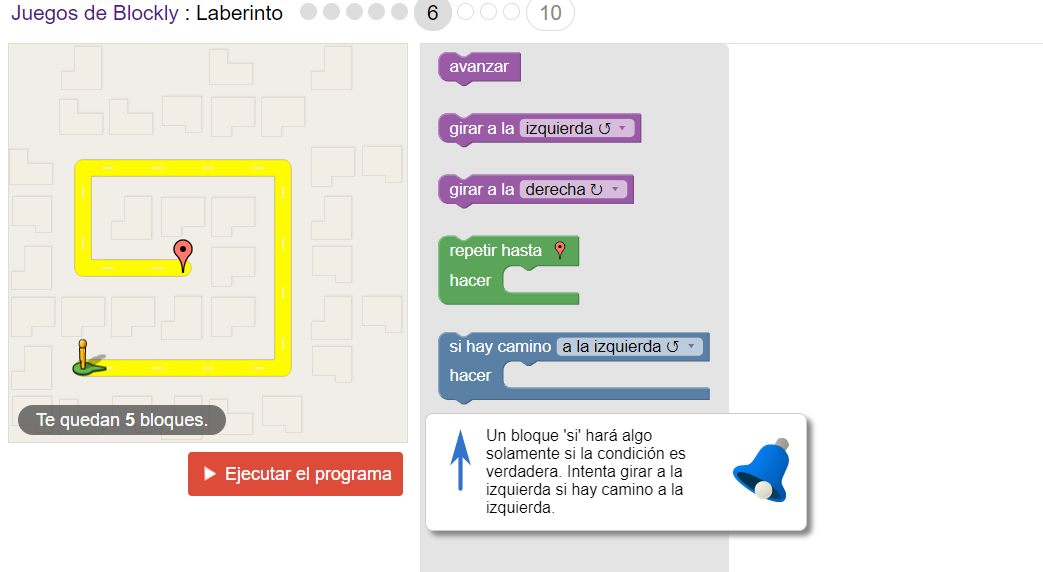 Juegos de Blockly : Laberinto 6 10
avanzar
girar a la izquierda ↺
girar a la derecha ↻
repetir hasta
hacer
si hay camino a la izquierda ↺
hacer
Te quedan 5 bloques.
Ejecutar el programa
Un bloque 'si' hará algo
solamente si la condición es
verdadera. Intenta girar a la
izquierda si hay camino a la
izquierda.